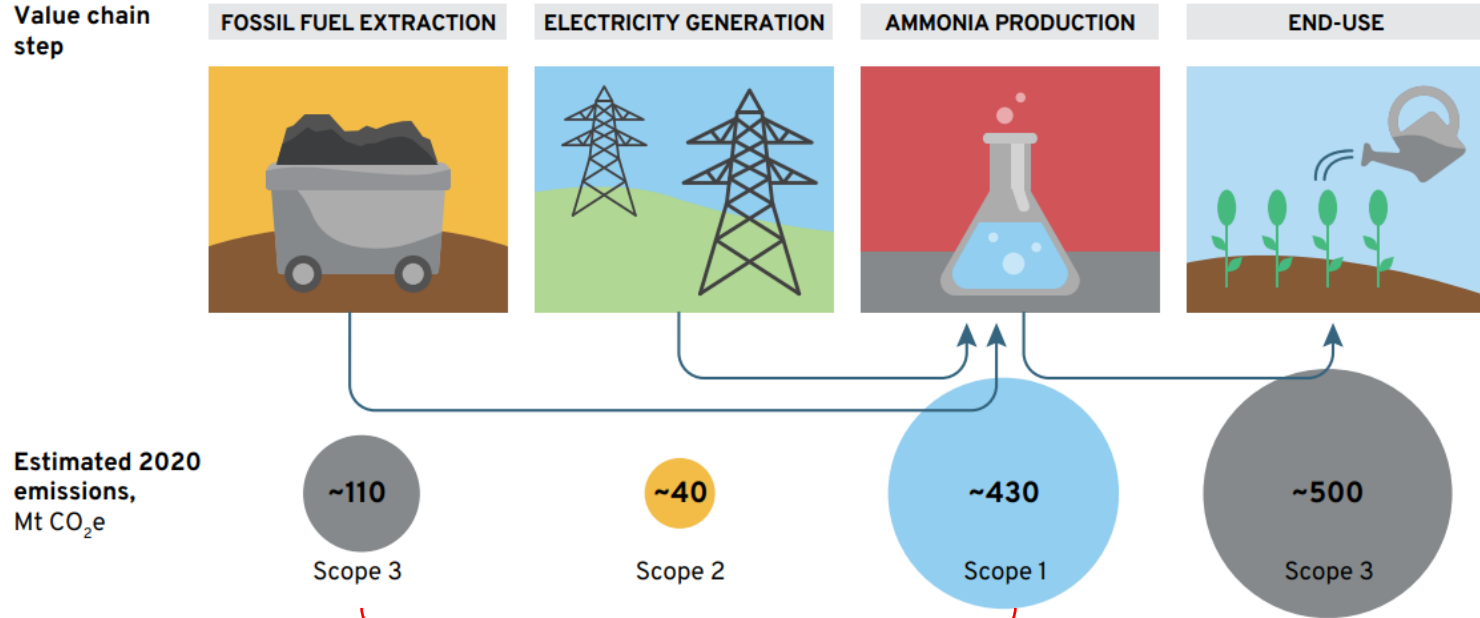 Value chain
step
FOSSIL FUEL EXTRACTION
ELECTRICITY GENERATION
AMMONIA PRODUCTION
END-USE
Estimated 2020
emissions,
Mt CO₂e
~110
~40
~430
~500
Scope 3
Scope 2
Scope 1
Scope 3